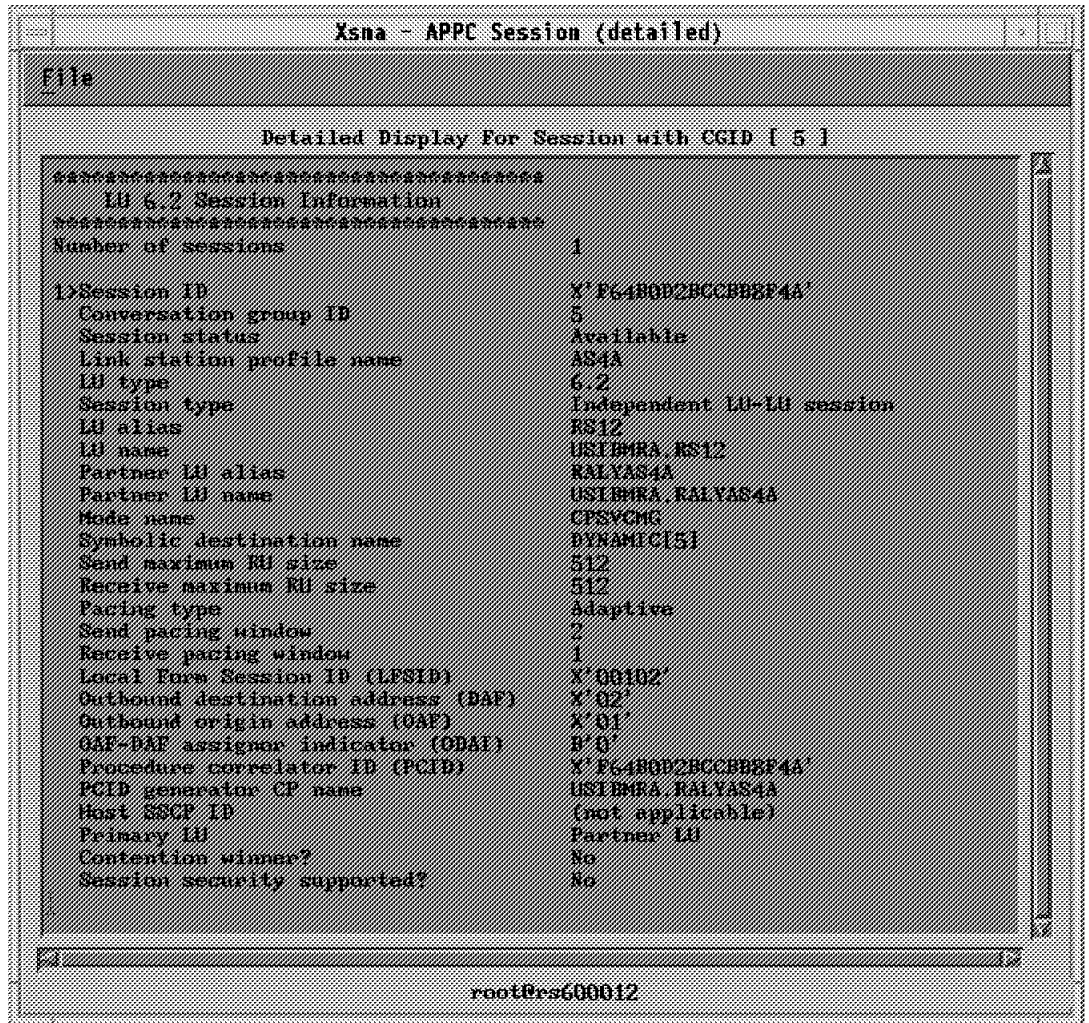 Xsna - APPC Session (detailed)
File
Detailed Display For Session with CGID [ 5 ]
**************************************
LU 6.2 Session Information
**************************************
Number of sessions 1
1>Session ID
Conversation group ID 5
Session status Available
Link station profile name AS4A
LU type 6.2
Session type Independent LU-LU session
LU alias RS12
LU name USIBMRA.RS12
Partner LU alias RALYAS4A
Partner LU name USIBMRA.RALYAS4A
Mode name CPSVCMG
Symbolic destination name DYNAMIC[5]
Send maximum RU size 512
Receive maximum RU size 512
Pacing type Adaptive
Send pacing window 2
Receive pacing window 1
Local Form Session ID (LFSID) X'00102'
Outbound destination address (DAF) X'02'
Outbound origin address (OAF) X'01'
OAF-DAF assignor indicator (ODAI) B'0'
Procedure correlator ID (PCID)
PCID generator CP name USIBMRA.RALYAS4A
Host SSCP ID (not applicable)
Primary LU Partner LU
Contention winner? No
Session security supported? No
root@rs600012